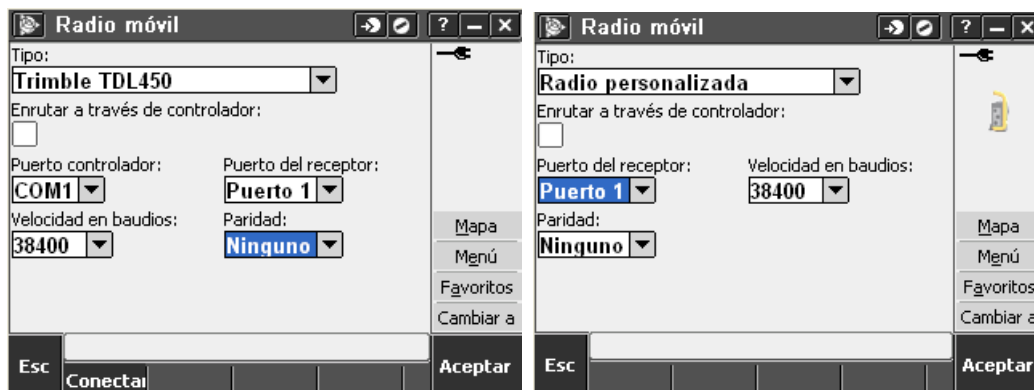 Radio móvil
?
Tipo:
Trimble TDL450
Enrutar a través de controlador:
Puerto controlador:
Puerto del receptor:
COM1
Puerto 1
Velocidad en baudios:
Paridad:
38400
Ninguno
Mapa
Menú
Favoritos
Cambiar a
Esc
Conectar
Aceptar
Radio móvil
?
Tipo:
Radio personalizada
Enrutar a través de controlador:
Puerto del receptor:
Velocidad en baudios:
Puerto 1
38400
Paridad:
Ninguno
Mapa
Menú
Favoritos
Cambiar a
Esc
Aceptar